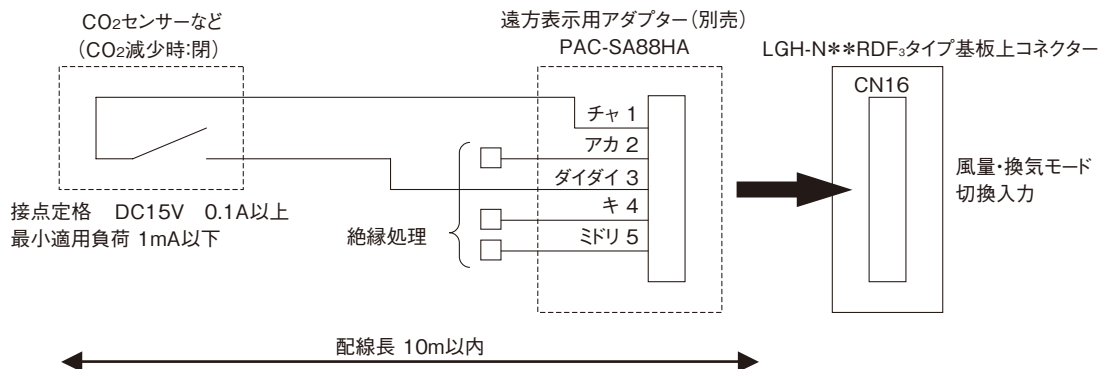 CO2センサーなど
(CO2減少時:閉)
遠方表示用アダプター(別売)
PAC-SA88HA
LGH-N**RDF3タイプ基板上コネクター
CN16
チャ 1
アカ 2
ダイダイ 3
キ 4
ミドリ 5
絶縁処理
風量・換気モード
切換入力
接点定格 DC15V 0.1A以上
最小適用負荷 1mA以下
配線長 10m以内